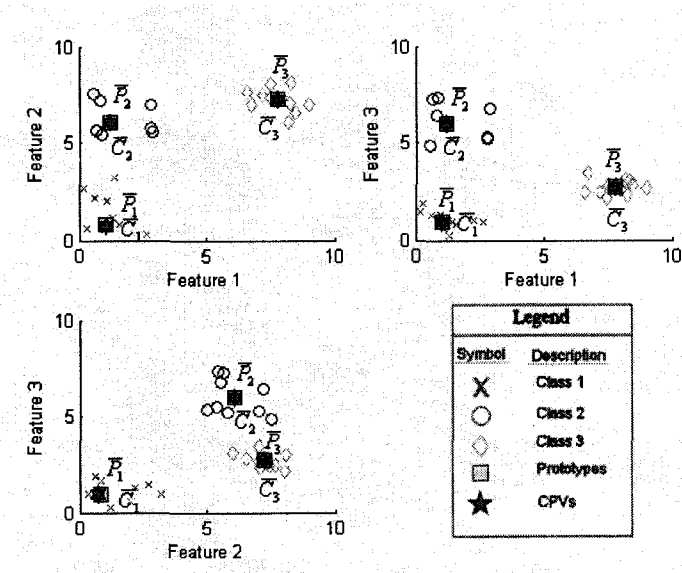 10
5
0
Feature 2
P̅₃
P̅₂
C̅₃
C̅₂
P̅₁
C̅₁
0 5 10
Feature 1
10
5
0
Feature 3
P̅₂
C̅₂
P̅₃
P̅₁
C̅₁
C̅₃
0 5 10
Feature 1
10
5
0
Feature 3
P̅₂
C̅₂
P̅₃
P̅₁
C̅₁
C̅₃
0 5 10
Feature 2
Legend
Symbol Description
Class 1
Class 2
Class 3
Prototypes
CPVs